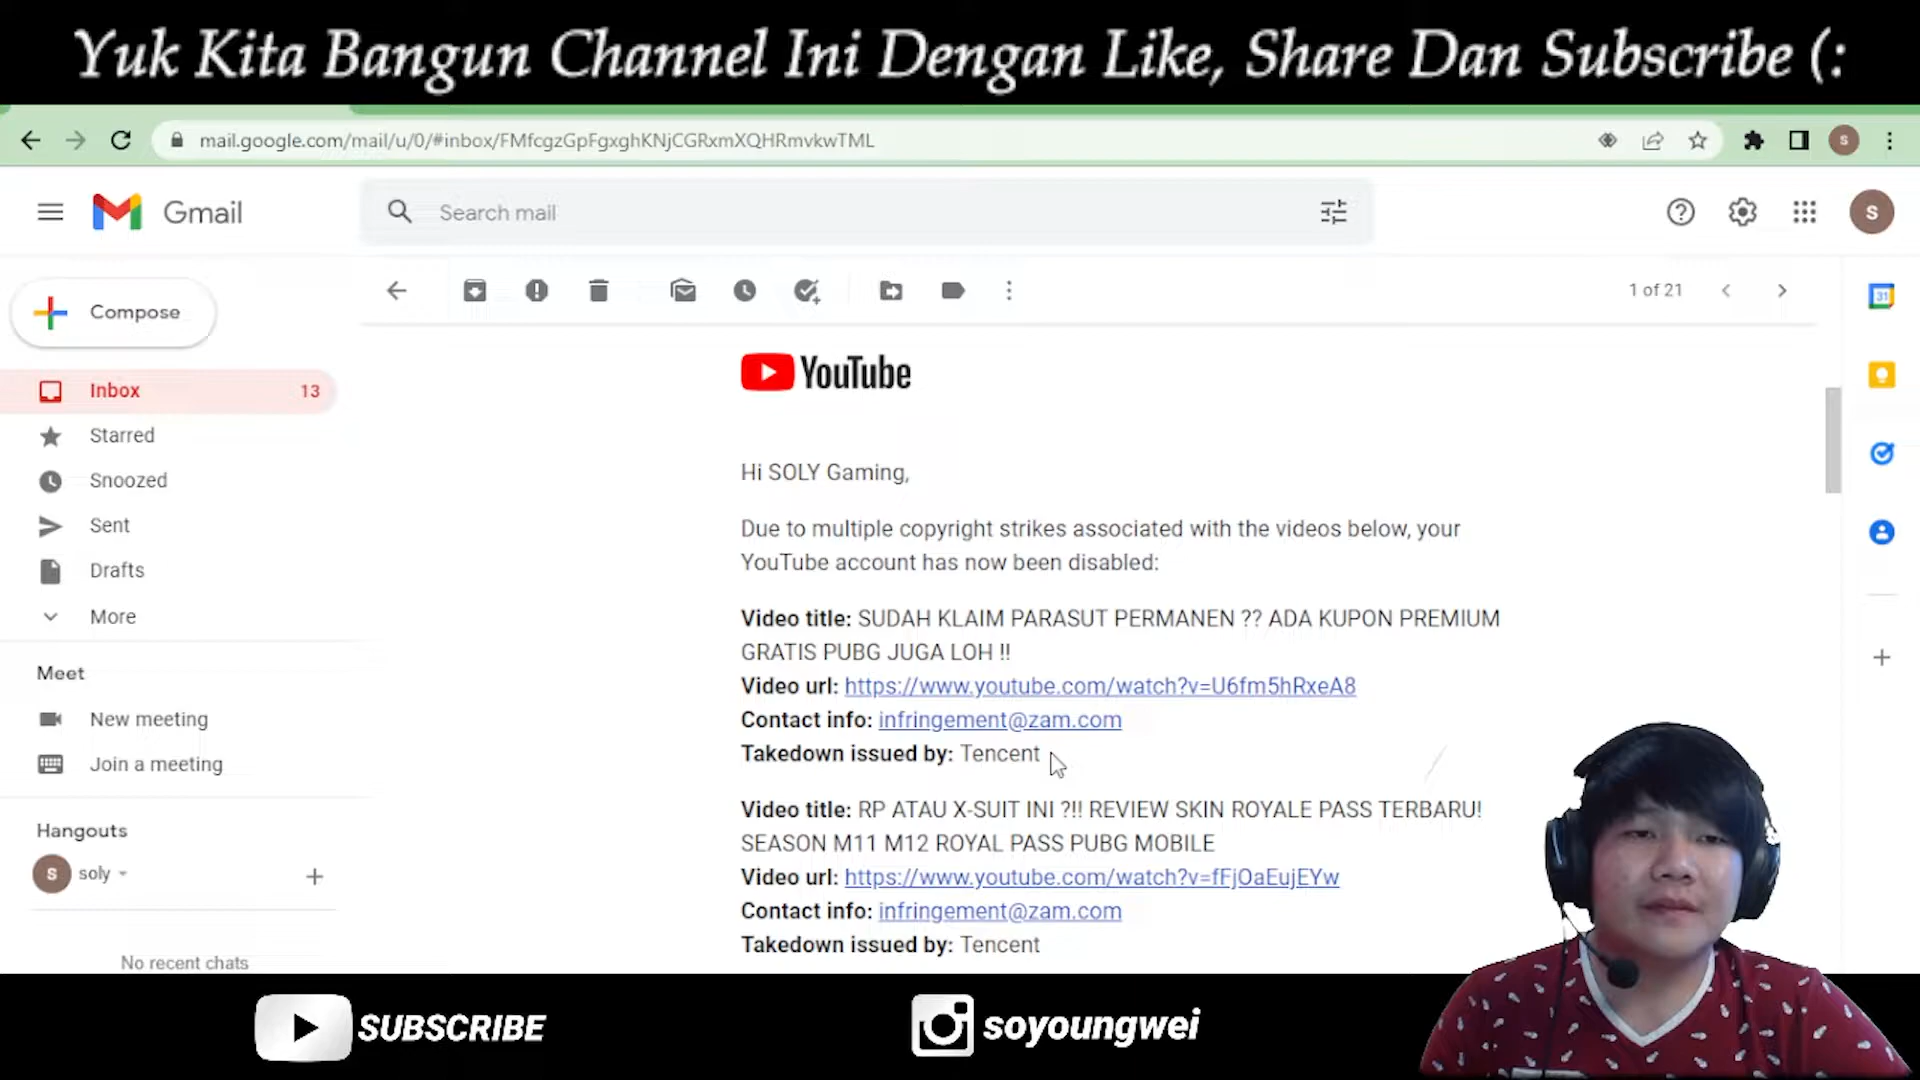 Yuk Kita Bangun Channel Ini Dengan Like, Share Dan Subscribe (:
mail.google.com/mail/u/0/#inbox/FMfcgzGpFgxghKNjCGRxmXQHRmvkwTML
S
Gmail
Search mail
S
Compose
1 of 21
31
Inbox 13
Starred
Snoozed
Sent
Drafts
More
Meet
New meeting
Join a meeting
Hangouts
S soly
No recent chats
YouTube
Hi SOLY Gaming,
Due to multiple copyright strikes associated with the videos below, your
YouTube account has now been disabled:
Video title: SUDAH KLAIM PARASUT PERMANEN ?? ADA KUPON PREMIUM
GRATIS PUBG JUGA LOH !!
Video url: https://www.youtube.com/watch?v=U6fm5hRxeA8
Contact info: infringement@zam.com
Takedown issued by: Tencent
Video title: RP ATAU X-SUIT INI ?!! REVIEW SKIN ROYALE PASS TERBARU!
SEASON M11 M12 ROYAL PASS PUBG MOBILE
Video url: https://www.youtube.com/watch?v=fFjOaEujEYw
Contact info: infringement@zam.com
Takedown issued by: Tencent
SUBSCRIBE
soyoungwei